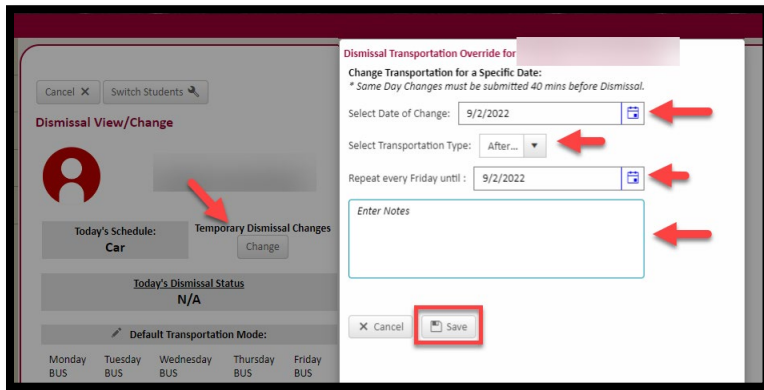 Cancel X
Switch Students
Dismissal View/Change
Today's Schedule:
Car
Temporary Dismissal Changes
Change
Today's Dismissal Status
N/A
Default Transportation Mode:
Monday Tuesday Wednesday Thursday Friday
BUS BUS BUS BUS BUS
Dismissal Transportation Override for
Change Transportation for a Specific Date:
* Same Day Changes must be submitted 40 mins before Dismissal.
Select Date of Change: 9/2/2022
Select Transportation Type: After...
Repeat every Friday until : 9/2/2022
Enter Notes
X Cancel
Save